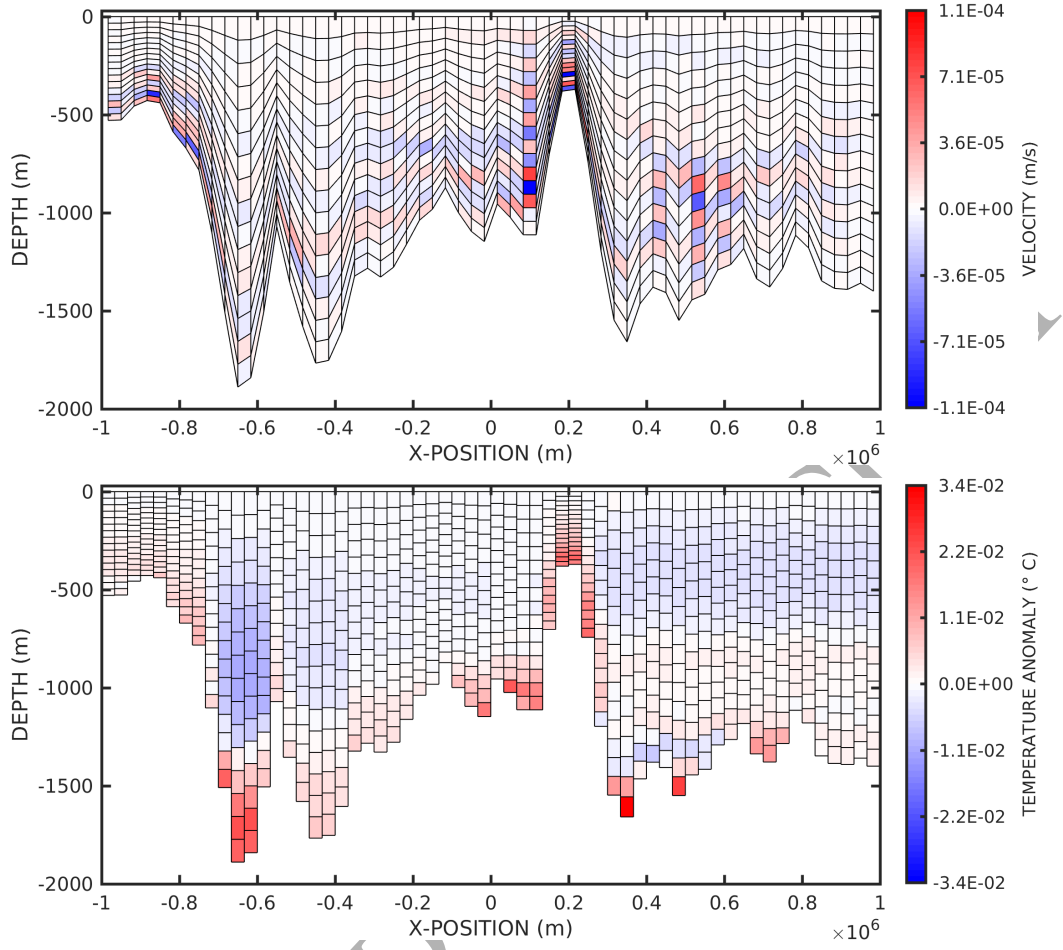 0
-500
-1000
-1500
-2000
DEPTH (m)
-1 -0.8 -0.6 -0.4 -0.2 0 0.2 0.4 0.6 0.8 1
X-POSITION (m)
×10⁶
1.1E-04
7.1E-05
3.6E-05
0.0E+00
-3.6E-05
-7.1E-05
-1.1E-04
VELOCITY (m/s)
0
-500
-1000
-1500
-2000
DEPTH (m)
-1 -0.8 -0.6 -0.4 -0.2 0 0.2 0.4 0.6 0.8 1
X-POSITION (m)
×10⁶
3.4E-02
2.2E-02
1.1E-02
0.0E+00
-1.1E-02
-2.2E-02
-3.4E-02
TEMPERATURE ANOMALY (° C)